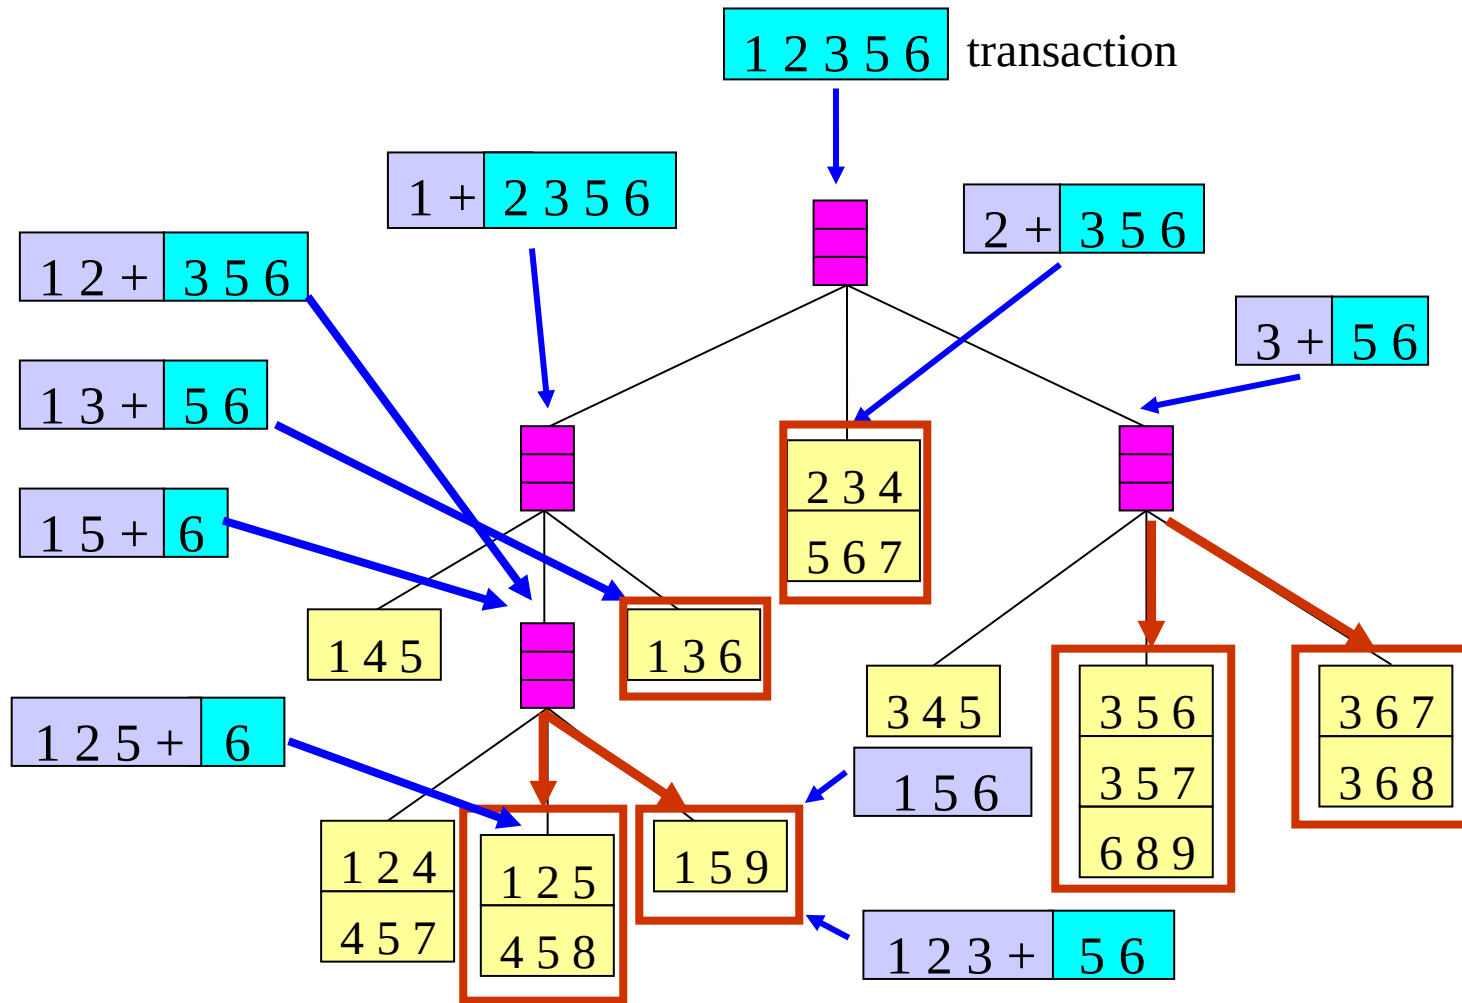 1 2 3 5 6 transaction
1 + 2 3 5 6
2 + 3 5 6
1 2 + 3 5 6
3 + 5 6
1 3 + 5 6
1 5 + 6
2 3 4
5 6 7
1 4 5
1 3 6
3 4 5
3 5 6
3 5 7
6 8 9
3 6 7
3 6 8
1 2 5 + 6
1 5 6
1 2 4
4 5 7
1 2 5
4 5 8
1 5 9
1 2 3 + 5 6